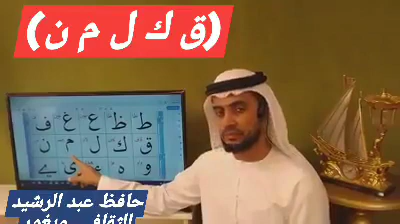 (ق ك ل م ن)
ط ظ ع غ ف
ق ك ل م ن
و ه ء ي ے
حافظ عبد الرشيد